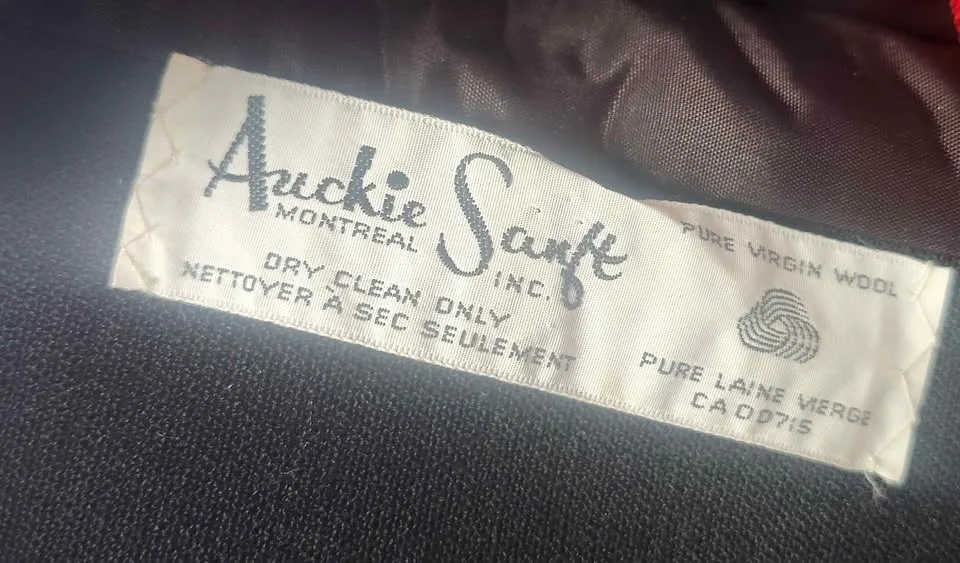 Auckie Sanft
MONTREAL INC.
DRY CLEAN ONLY
NETTOYER À SEC SEULEMENT
PURE VIRGIN WOOL
PURE LAINE VIERGE
CA 00715